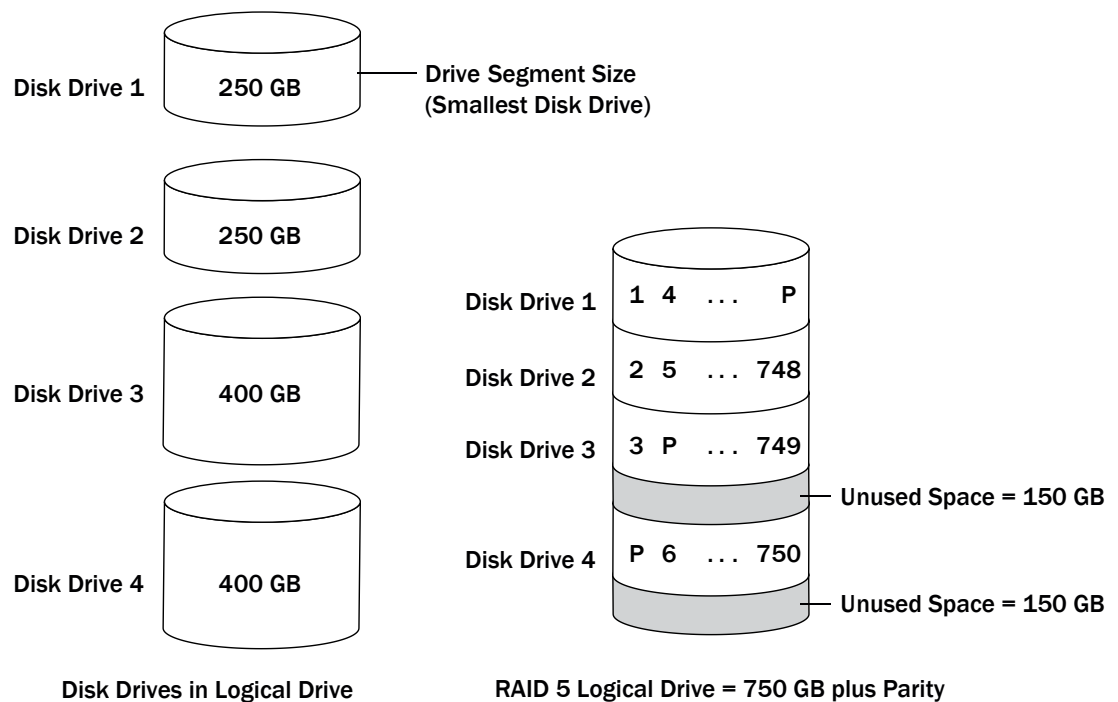 Disk Drive 1
250 GB
Drive Segment Size
(Smallest Disk Drive)
Disk Drive 2
250 GB
Disk Drive 3
400 GB
Disk Drive 4
400 GB
Disk Drives in Logical Drive
Disk Drive 1
1 4 ... P
Disk Drive 2
2 5 ... 748
Disk Drive 3
3 P ... 749
Unused Space = 150 GB
Disk Drive 4
P 6 ... 750
Unused Space = 150 GB
RAID 5 Logical Drive = 750 GB plus Parity